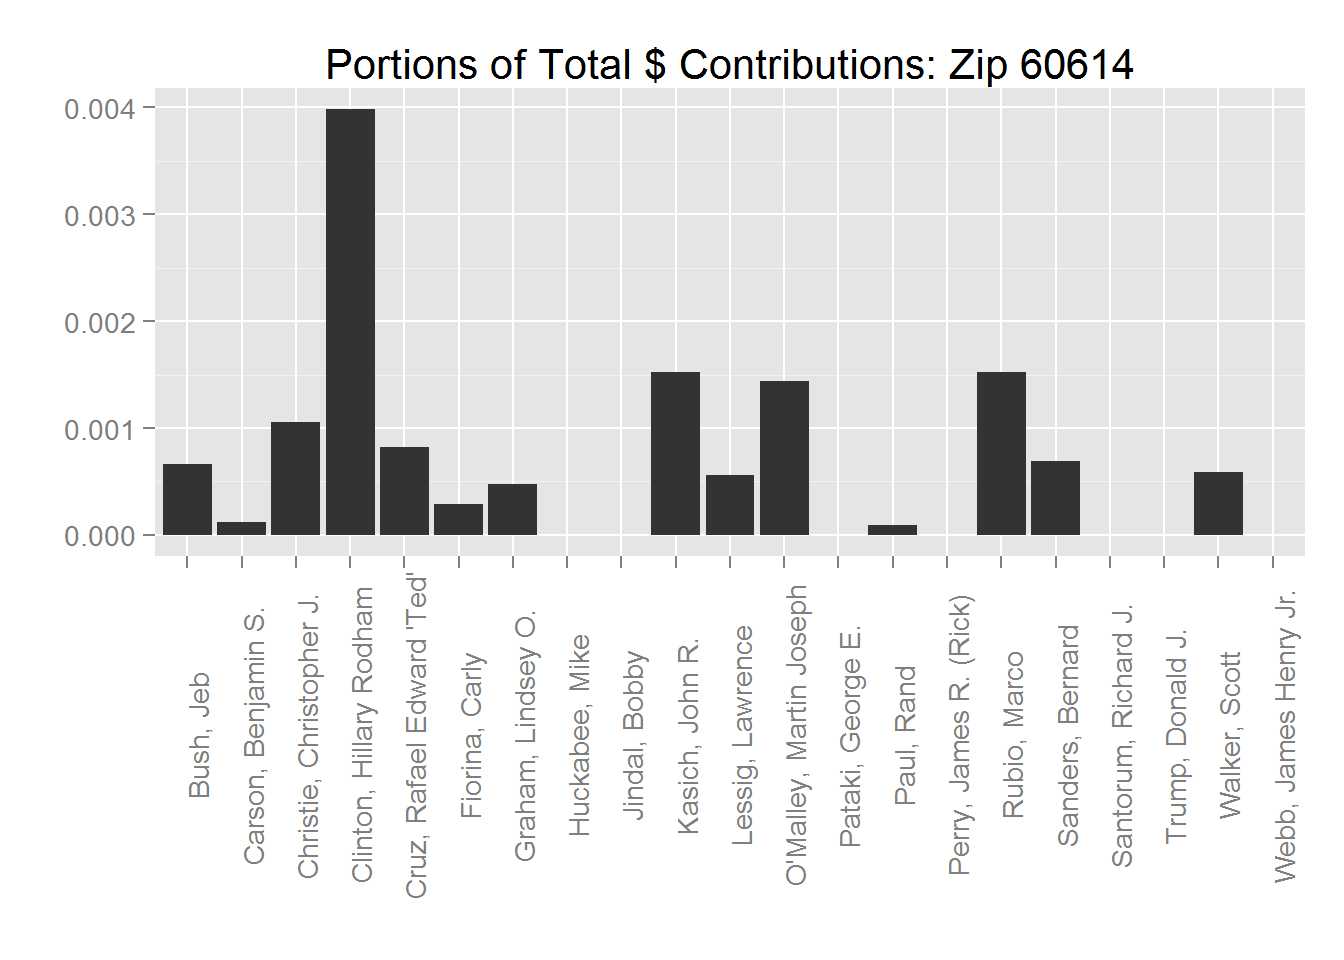 Portions of Total $ Contributions: Zip 60614
0.004
0.003
0.002
0.001
0.000
Bush, Jeb
Carson, Benjamin S.
Christie, Christopher J.
Clinton, Hillary Rodham
Cruz, Rafael Edward 'Ted'
Fiorina, Carly
Graham, Lindsey O.
Huckabee, Mike
Jindal, Bobby
Kasich, John R.
Lessig, Lawrence
O'Malley, Martin Joseph
Pataki, George E.
Paul, Rand
Perry, James R. (Rick)
Rubio, Marco
Sanders, Bernard
Santorum, Richard J.
Trump, Donald J.
Walker, Scott
Webb, James Henry Jr.